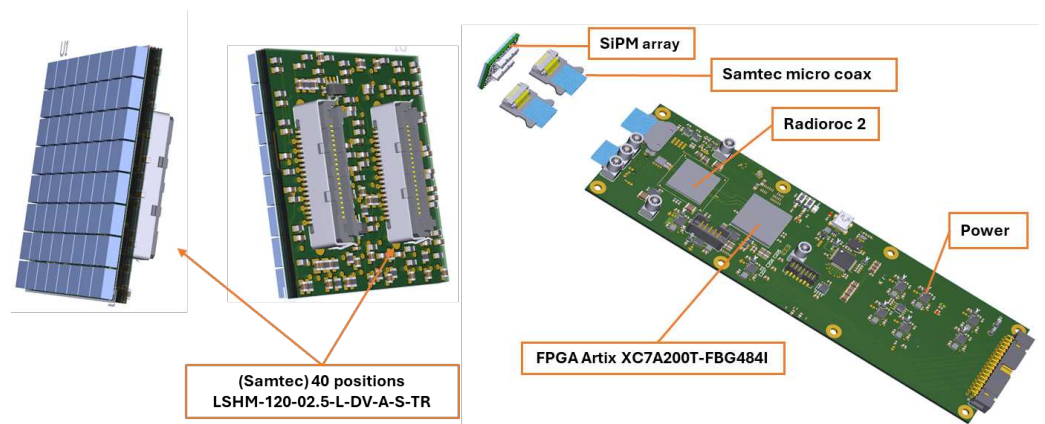 SiPM array
Samtec micro coax
Radioroc 2
Power
FPGA Artix XC7A200T-FBG484I
(Samtec) 40 positions
LSHM-120-02.5-L-DV-A-S-TR